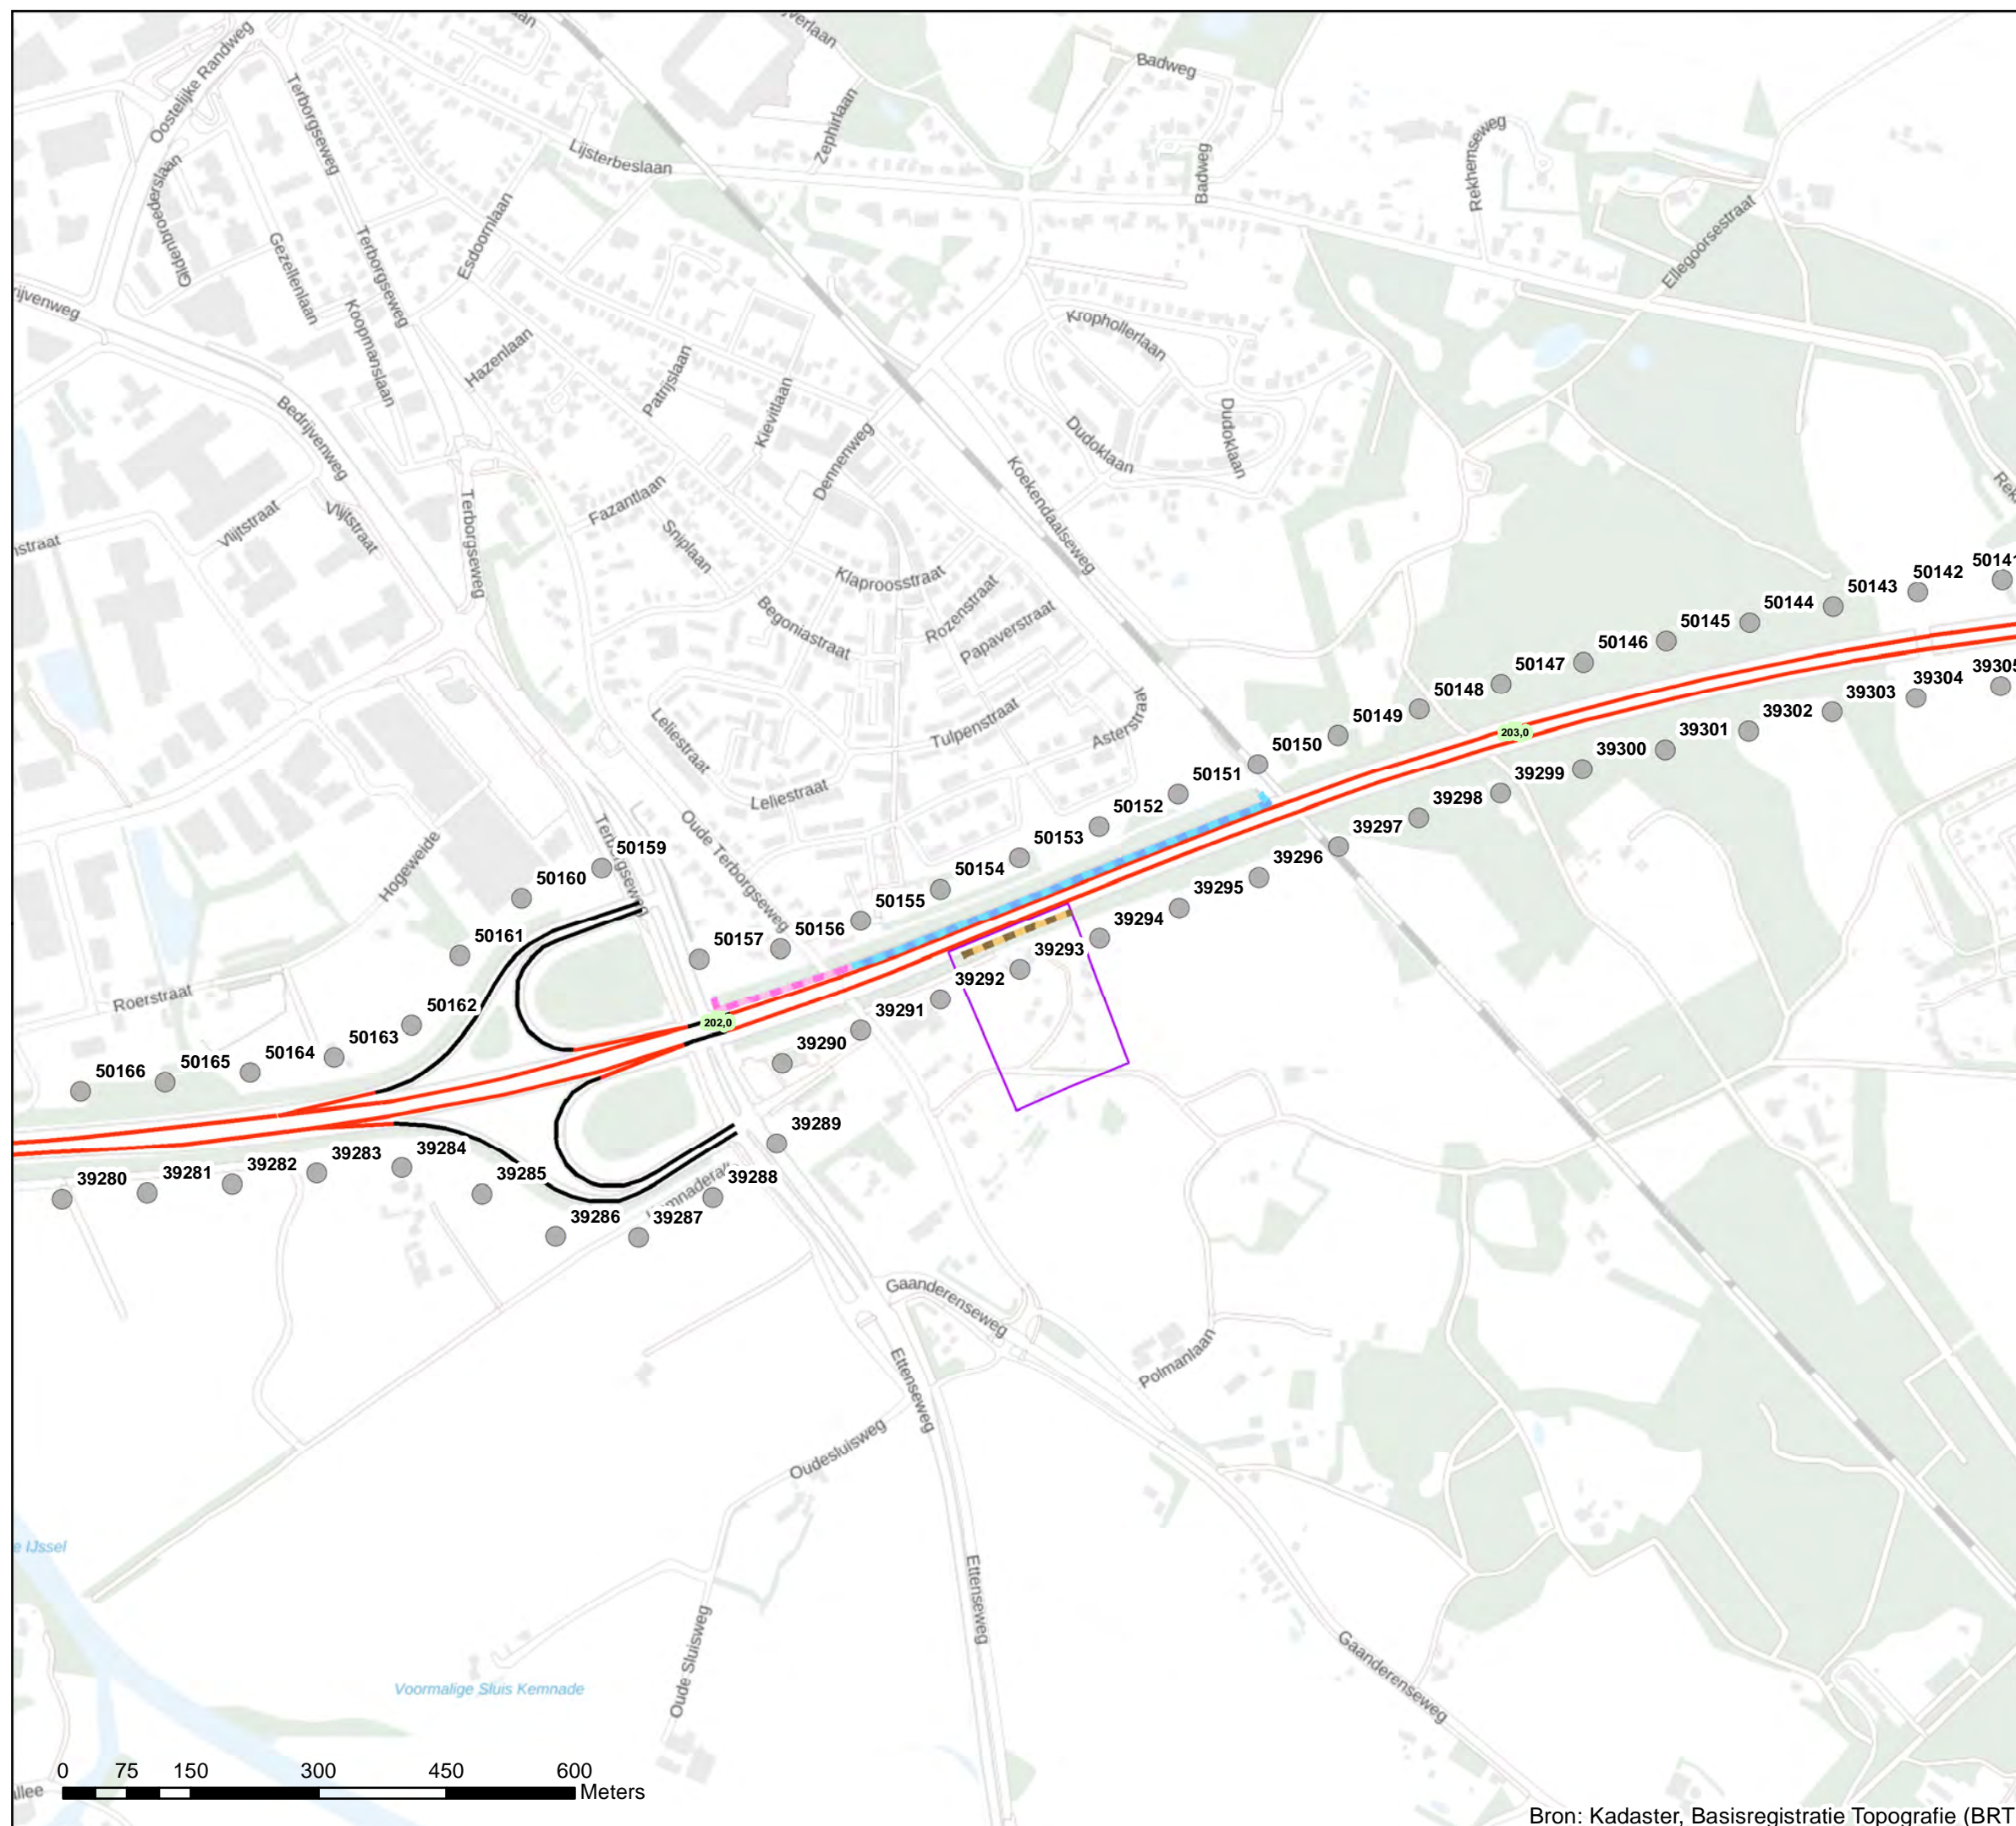 Oostelijke Randweg
Terborgseweg
Badweg
Zephirlaan
Lijsterbeslaan
Badweg
Rekhemseweg
Gildenbroederslaan
Gezellenlaan
Terborgseweg
Esdoornlaan
Ellegoorsestraat
Koopmanslaan
Hazenlaan
Patrijslaan
Kievitlaan
Krophollerlaan
Bedrijvenweg
Dennenweg
Dudoklaan
Dudoklaan
Koekendaalseweg
Vlijtstraat
Vlijtstraat
Terborgseweg
Fazantlaan
Sniplaan
Klaproosstraat
Begoniastraat
Rozenstraat
Papaverstraat
Leliestraat
Tulpenstraat
Asterstraat
Leliestraat
Oude Terborgseweg
Hogeweide
Roerstraat
50141
50142
50143
50144
50145
50146
50147
50148
50149
50150
50151
50152
50153
50154
50155
50156
50157
50159
50160
50161
50162
50163
50164
50165
50166
203,0
202,0
39305
39304
39303
39302
39301
39300
39299
39298
39297
39296
39295
39294
39293
39292
39291
39290
39289
39288
39287
39286
39285
39284
39283
39282
39281
39280
Gaanderenseweg
Polmanlaan
Ettenseweg
Oudesluisweg
Ettenseweg
Oude Sluisweg
Gaanderenseweg
e IJssel
Voormalige Sluis Kemnade
allee
0 75 150 300 450 600
Meters
Bron: Kadaster, Basisregistratie Topografie (BRT